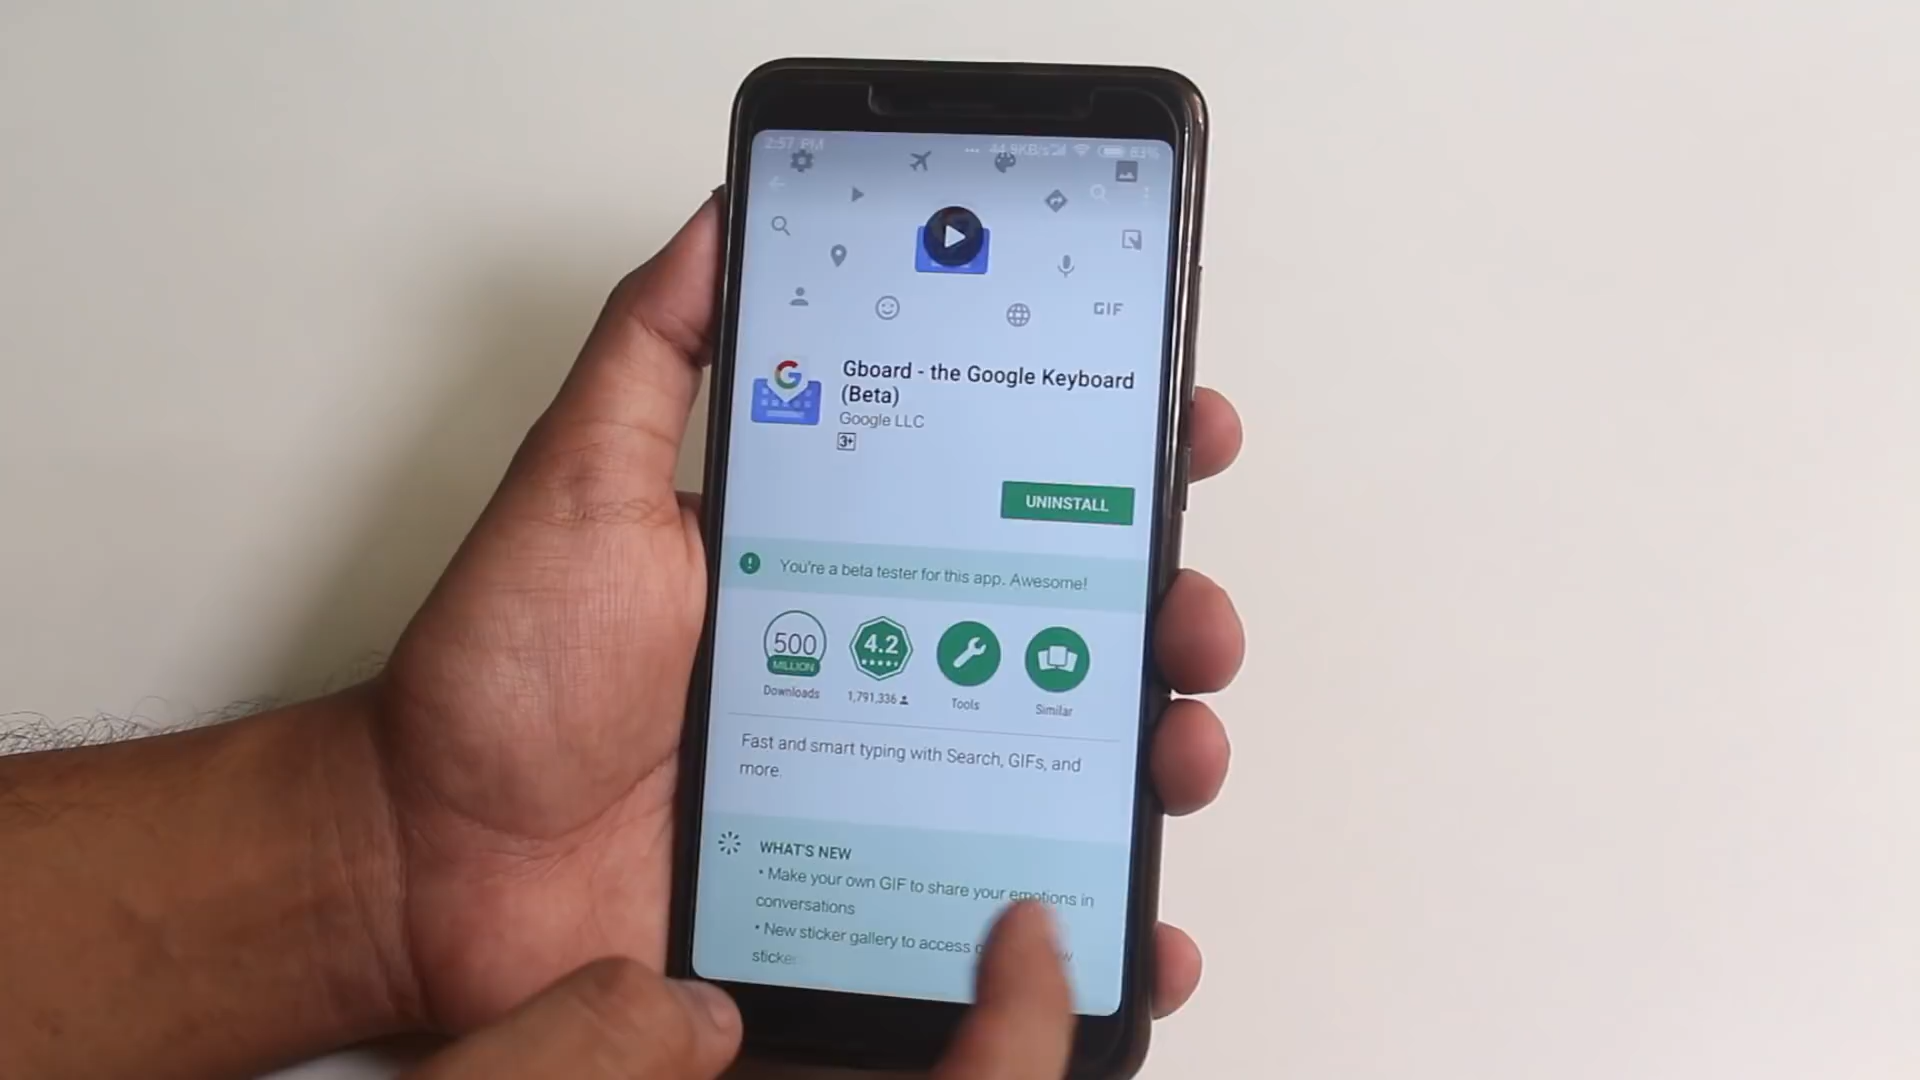 2:57 PM
... 44.9KB/s 83%
GIF
G
Gboard - the Google Keyboard
(Beta)
Google LLC
3+
UNINSTALL
You're a beta tester for this app. Awesome!
500
MILLION
Downloads
4.2
1,791,336
Tools
Similar
Fast and smart typing with Search, GIFs, and
more.
WHAT'S NEW
• Make your own GIF to share your emotions in
conversations
• New sticker gallery to access